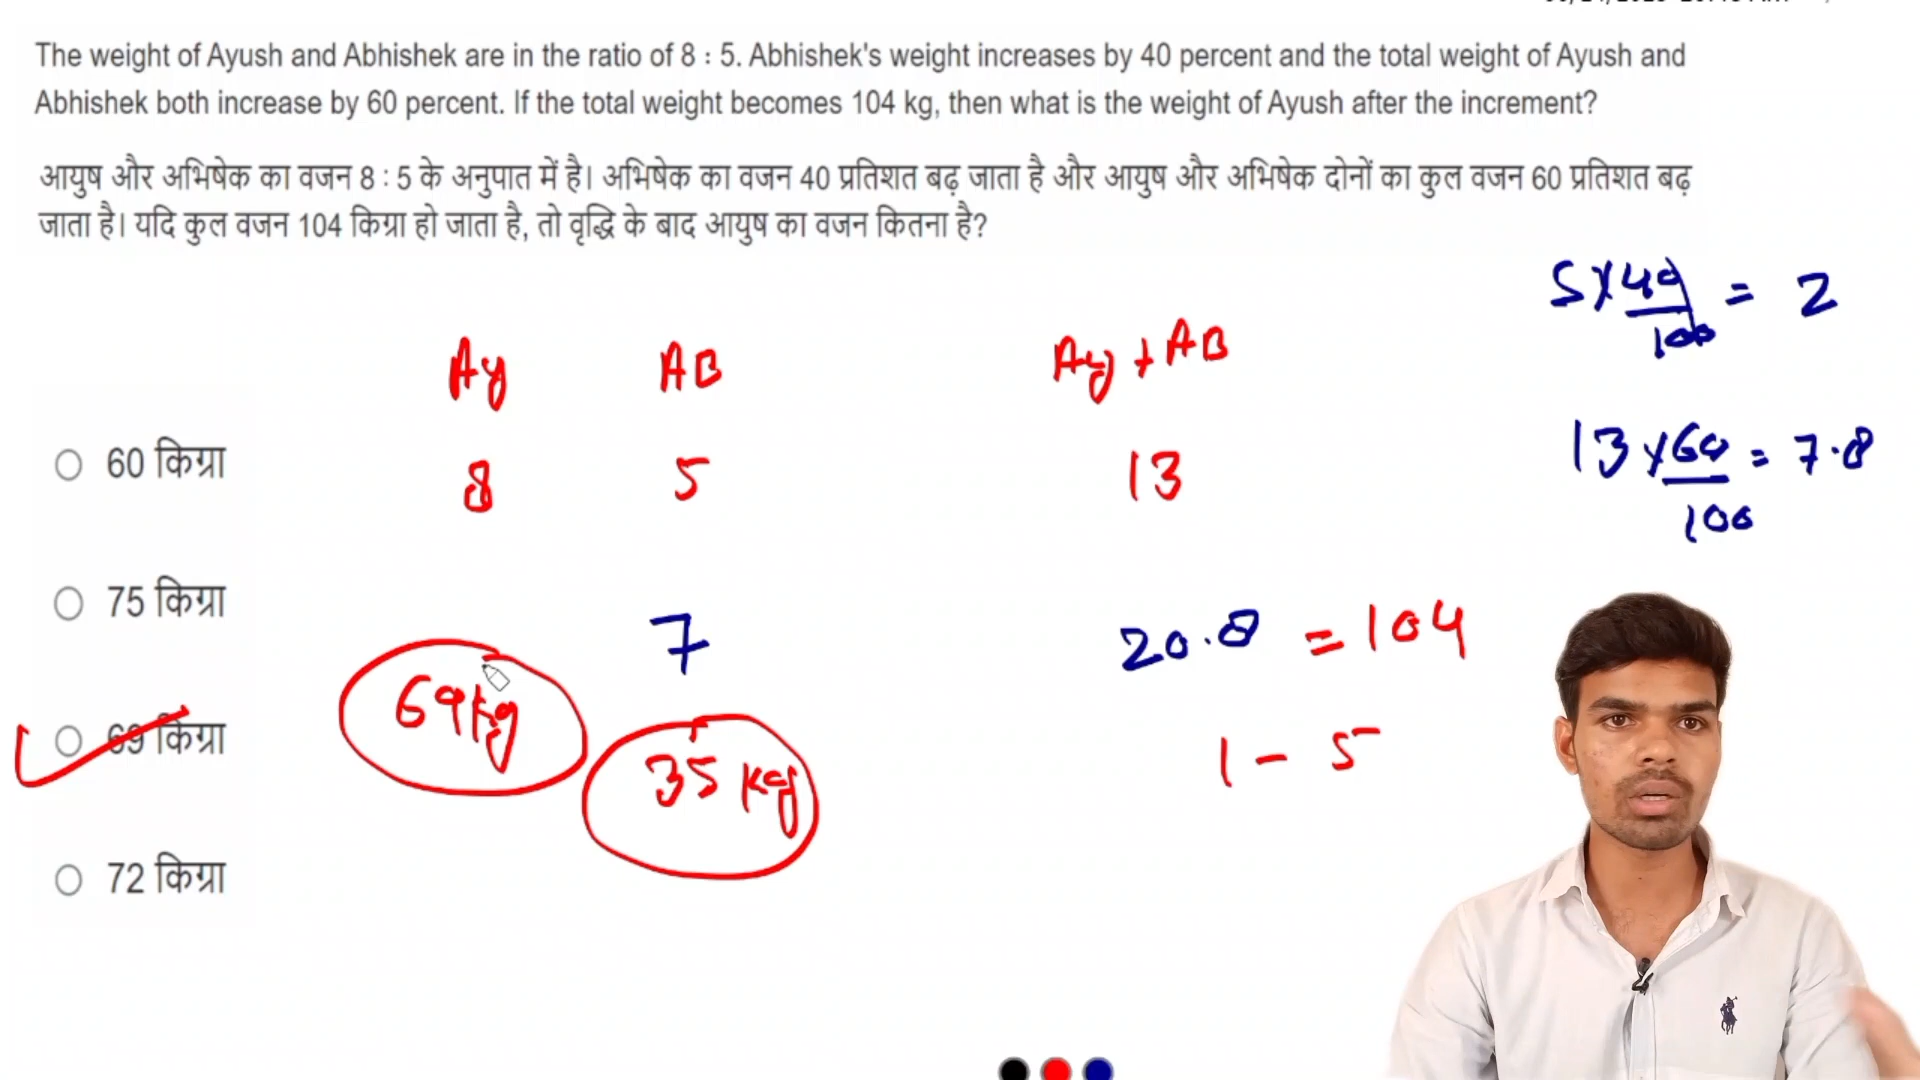 The weight of Ayush and Abhishek are in the ratio of 8 : 5. Abhishek's weight increases by 40 percent and the total weight of Ayush and
Abhishek both increase by 60 percent. If the total weight becomes 104 kg, then what is the weight of Ayush after the increment?
आयुष और अभिषेक का वजन 8 : 5 के अनुपात में है। अभिषेक का वजन 40 प्रतिशत बढ़ जाता है और आयुष और अभिषेक दोनों का कुल वजन 60 प्रतिशत बढ़
जाता है। यदि कुल वजन 104 किग्रा हो जाता है, तो वृद्धि के बाद आयुष का वजन कितना है?
5 x 40/100 = 2
Ay AB Ay + AB
60 किग्रा 8 5 13
13 x 60/100 = 7.8
75 किग्रा
7 20.8 = 104
69 किग्रा 69 kg 35 kg 1 - 5
72 किग्रा